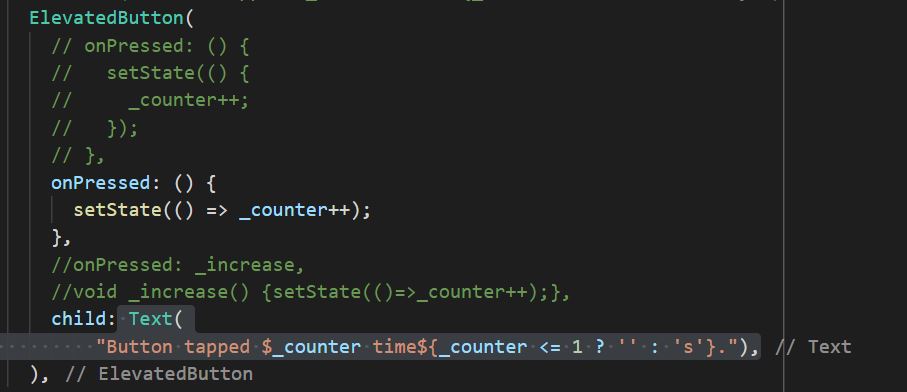 ElevatedButton(
// onPressed: () {
//   setState(() {
//     _counter++;
//   });
// },
onPressed: () {
setState(() => _counter++);
},
//onPressed: _increase,
//void _increase() {setState(()=>_counter++);},
child: Text(
"Button tapped $_counter time${_counter <= 1 ? '' : 's'}."), // Text
), // ElevatedButton